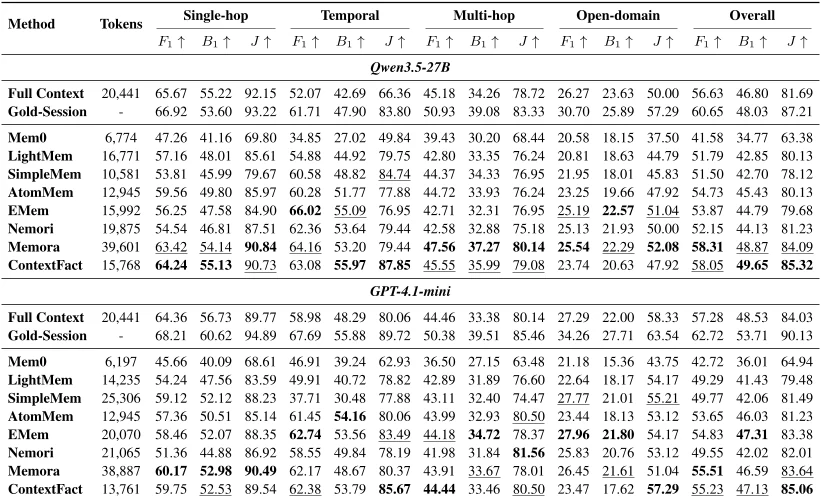 Method Tokens Single-hop Temporal Multi-hop Open-domain Overall
F1 ↑ B1 ↑ J ↑ F1 ↑ B1 ↑ J ↑ F1 ↑ B1 ↑ J ↑ F1 ↑ B1 ↑ J ↑ F1 ↑ B1 ↑ J ↑
Qwen3.5-27B
Full Context 20,441 65.67 55.22 92.15 52.07 42.69 66.36 45.18 34.26 78.72 26.27 23.63 50.00 56.63 46.80 81.69
Gold-Session - 66.92 53.60 93.22 61.71 47.90 83.80 50.93 39.08 83.33 30.70 25.89 57.29 60.65 48.03 87.21
Mem0 6,774 47.26 41.16 69.80 34.85 27.02 49.84 39.43 30.20 68.44 20.58 18.15 37.50 41.58 34.77 63.38
LightMem 16,771 57.16 48.01 85.61 54.88 44.92 79.75 42.80 33.35 76.24 20.81 18.63 44.79 51.79 42.85 80.13
SimpleMem 10,581 53.81 45.99 79.67 60.58 48.82 84.74 44.37 34.33 76.95 21.95 18.01 45.83 51.50 42.70 78.12
AtomMem 12,945 59.56 49.80 85.97 60.28 51.77 77.88 44.72 33.93 76.24 23.25 19.66 47.92 54.73 45.43 80.13
EMem 15,992 56.25 47.58 84.90 66.02 55.09 76.95 42.71 32.31 76.95 25.19 22.57 51.04 53.87 44.79 79.68
Nemori 19,875 54.54 46.81 87.51 62.36 53.64 79.44 42.58 32.88 75.18 25.13 21.93 50.00 52.15 44.13 81.23
Memora 39,601 63.42 54.14 90.84 64.16 53.20 79.44 47.56 37.27 80.14 25.54 22.29 52.08 58.31 48.87 84.09
ContextFact 15,768 64.24 55.13 90.73 63.08 55.97 87.85 45.55 35.99 79.08 23.74 20.63 47.92 58.05 49.65 85.32
GPT-4.1-mini
Full Context 20,441 64.36 56.73 89.77 58.98 48.29 80.06 44.46 33.38 80.14 27.29 22.00 58.33 57.28 48.53 84.03
Gold-Session - 68.21 60.62 94.89 67.69 55.88 89.72 50.38 39.51 85.46 34.26 27.71 63.54 62.72 53.71 90.13
Mem0 6,197 45.66 40.09 68.61 46.91 39.24 62.93 36.50 27.15 63.48 21.18 15.36 43.75 42.72 36.01 64.94
LightMem 14,235 54.24 47.56 83.59 49.91 40.72 78.82 42.89 31.89 76.60 22.64 18.17 54.17 49.29 41.43 79.48
SimpleMem 25,306 59.12 52.12 88.23 37.71 30.48 77.88 43.11 32.40 74.47 27.77 21.01 55.21 49.77 42.06 81.49
AtomMem 12,945 57.36 50.51 85.14 61.45 54.16 80.06 43.99 32.93 80.50 23.44 18.13 53.12 53.65 46.03 81.23
EMem 20,070 58.46 52.07 88.35 62.74 53.56 83.49 44.18 34.72 78.37 27.96 21.80 54.17 54.83 47.31 83.38
Nemori 21,065 51.36 44.88 86.92 58.55 49.84 78.19 41.98 31.84 81.56 25.83 20.76 53.12 49.55 42.02 82.01
Memora 38,887 60.17 52.98 90.49 62.17 48.67 80.37 43.91 33.67 78.01 26.45 21.61 51.04 55.51 46.59 83.64
ContextFact 13,761 59.75 52.53 89.54 62.38 53.79 85.67 44.44 33.46 80.50 23.47 17.62 57.29 55.23 47.13 85.06